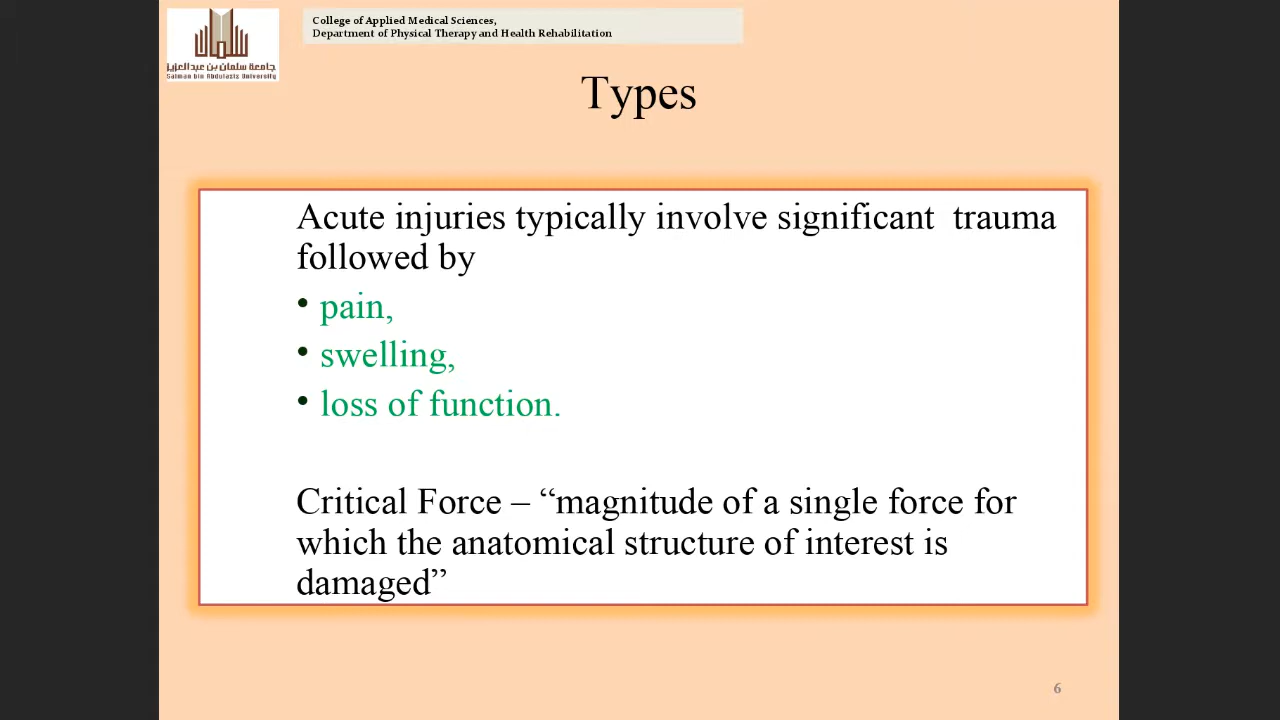 College of Applied Medical Sciences,
Department of Physical Therapy and Health Rehabilitation
جامعة سلمان بن عبدالعزيز
Salman bin Abdulaziz University
Types
Acute injuries typically involve significant trauma
followed by
• pain,
• swelling,
• loss of function.
Critical Force – “magnitude of a single force for
which the anatomical structure of interest is
damaged”
6